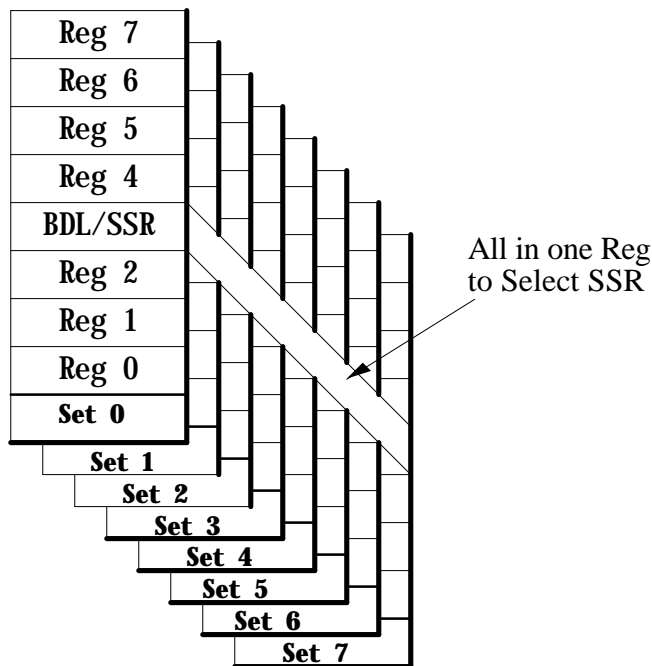 Reg 7
Reg 6
Reg 5
Reg 4
BDL/SSR
Reg 2
Reg 1
Reg 0
Set 0
Set 1
Set 2
Set 3
Set 4
Set 5
Set 6
Set 7
All in one Reg
to Select SSR